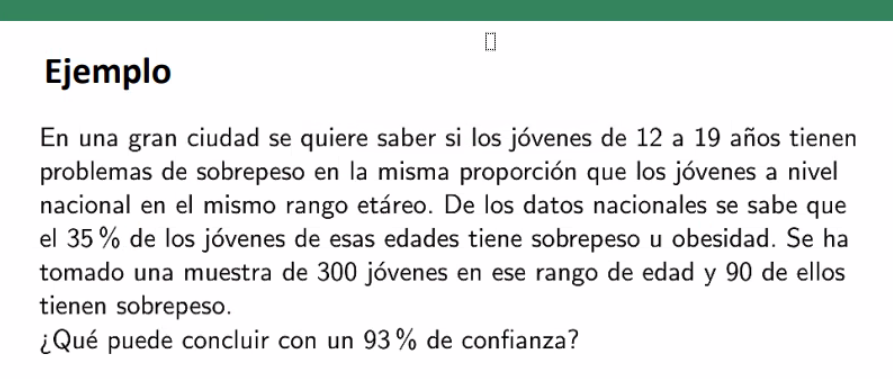 Ejemplo
En una gran ciudad se quiere saber si los jóvenes de 12 a 19 años tienen
problemas de sobrepeso en la misma proporción que los jóvenes a nivel
nacional en el mismo rango etáreo. De los datos nacionales se sabe que
el 35 % de los jóvenes de esas edades tiene sobrepeso u obesidad. Se ha
tomado una muestra de 300 jóvenes en ese rango de edad y 90 de ellos
tienen sobrepeso.
¿Qué puede concluir con un 93 % de confianza?